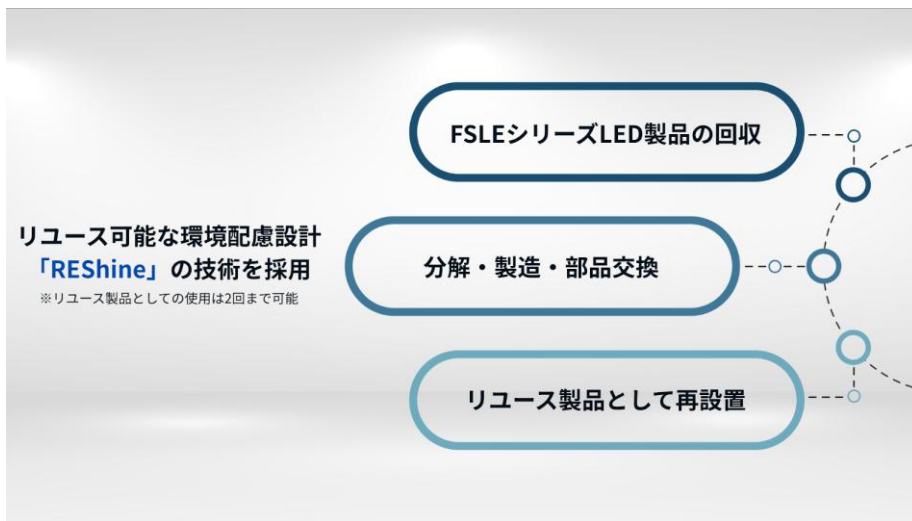 リユース可能な環境配慮設計
「REShine」の技術を採用
※リユース製品としての使用は2回まで可能
FSLEシリーズLED製品の回収
分解・製造・部品交換
リユース製品として再設置